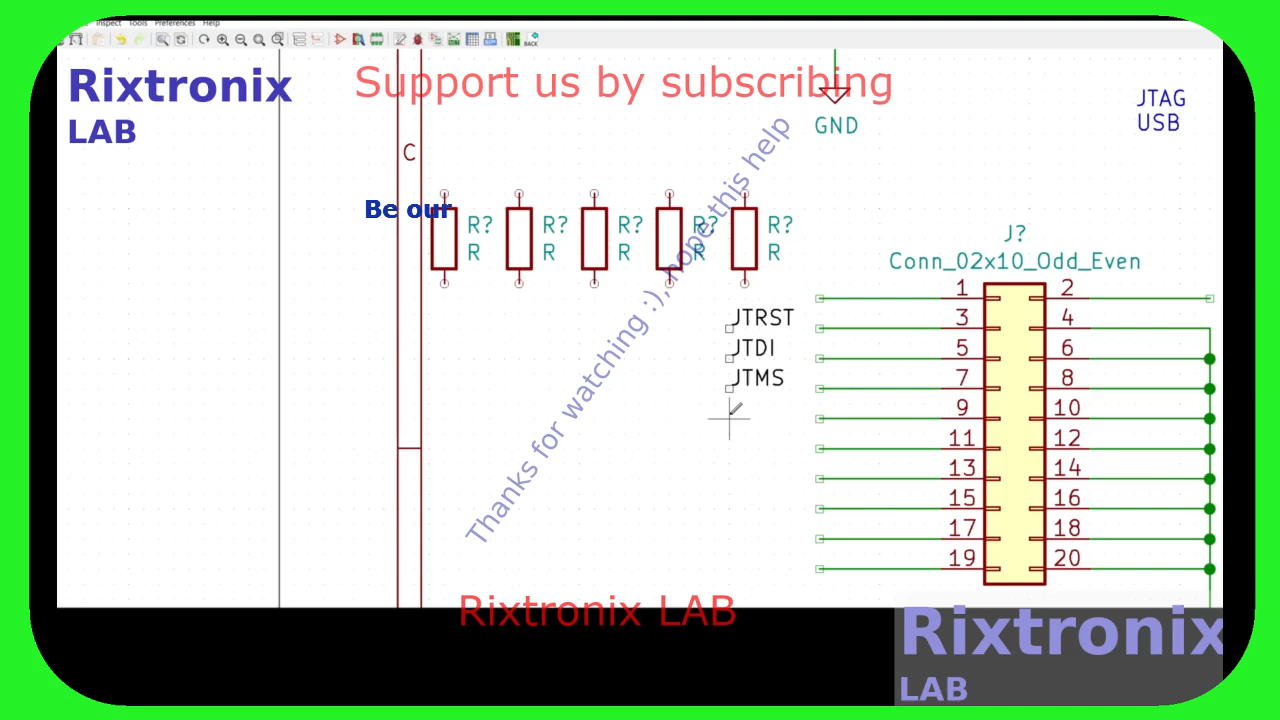 Inspect Tools Preferences Help
BACK
Rixtronix
LAB
Support us by subscribing
JTAG
USB
GND
C
Be our
R? R? R? R? R?
R R R R R
Thanks for watching :), hope this help
J?
Conn_02x10_Odd_Even
1 2
JTRST 3 4
JTDI 5 6
JTMS 7 8
9 10
11 12
13 14
15 16
17 18
19 20
Rixtronix LAB
Rixtronix
LAB